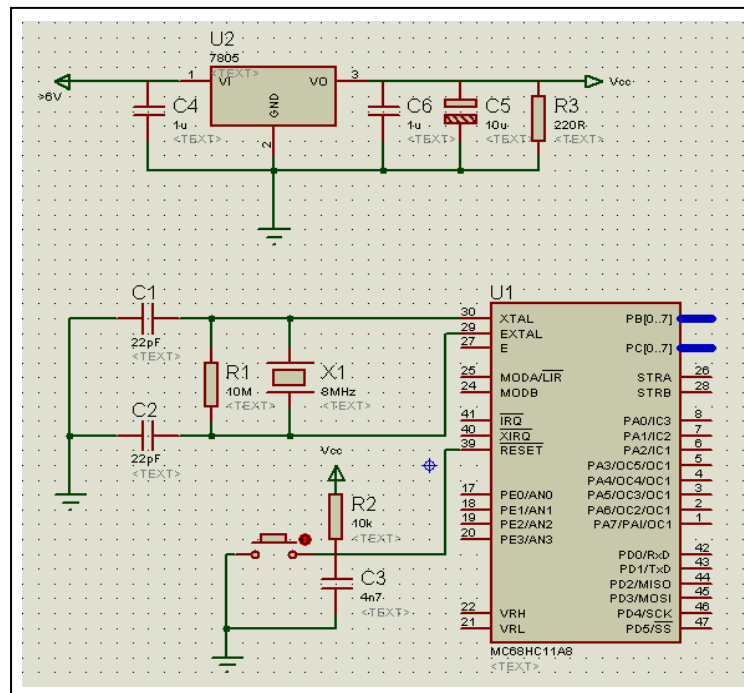 U2
7805
<TEXT>
1
VI
VO
3
GND
2
>6V
Vcc
C4
1u
<TEXT>
C6
1u
<TEXT>
C5
10u
<TEXT>
R3
220R
<TEXT>
C1
22pF
<TEXT>
R1
10M
<TEXT>
X1
8MHz
<TEXT>
C2
22pF
<TEXT>
Vcc
R2
10k
<TEXT>
C3
4n7
<TEXT>
U1
30 XTAL PB[0..7]
29 EXTAL
27 E PC[0..7]
25 MODA/LIR STRA 26
24 MODB STRB 28
41 IRQ PA0/IC3 8
40 XIRQ PA1/IC2 7
39 RESET PA2/IC1 6
PA3/OC5/OC1 5
PA4/OC4/OC1 4
17 PE0/AN0 PA5/OC3/OC1 3
18 PE1/AN1 PA6/OC2/OC1 2
19 PE2/AN2 PA7/PAI/OC1 1
20 PE3/AN3
PD0/RxD 42
PD1/TxD 43
PD2/MISO 44
PD3/MOSI 45
22 VRH PD4/SCK 46
21 VRL PD5/SS 47
MC68HC11A8
<TEXT>